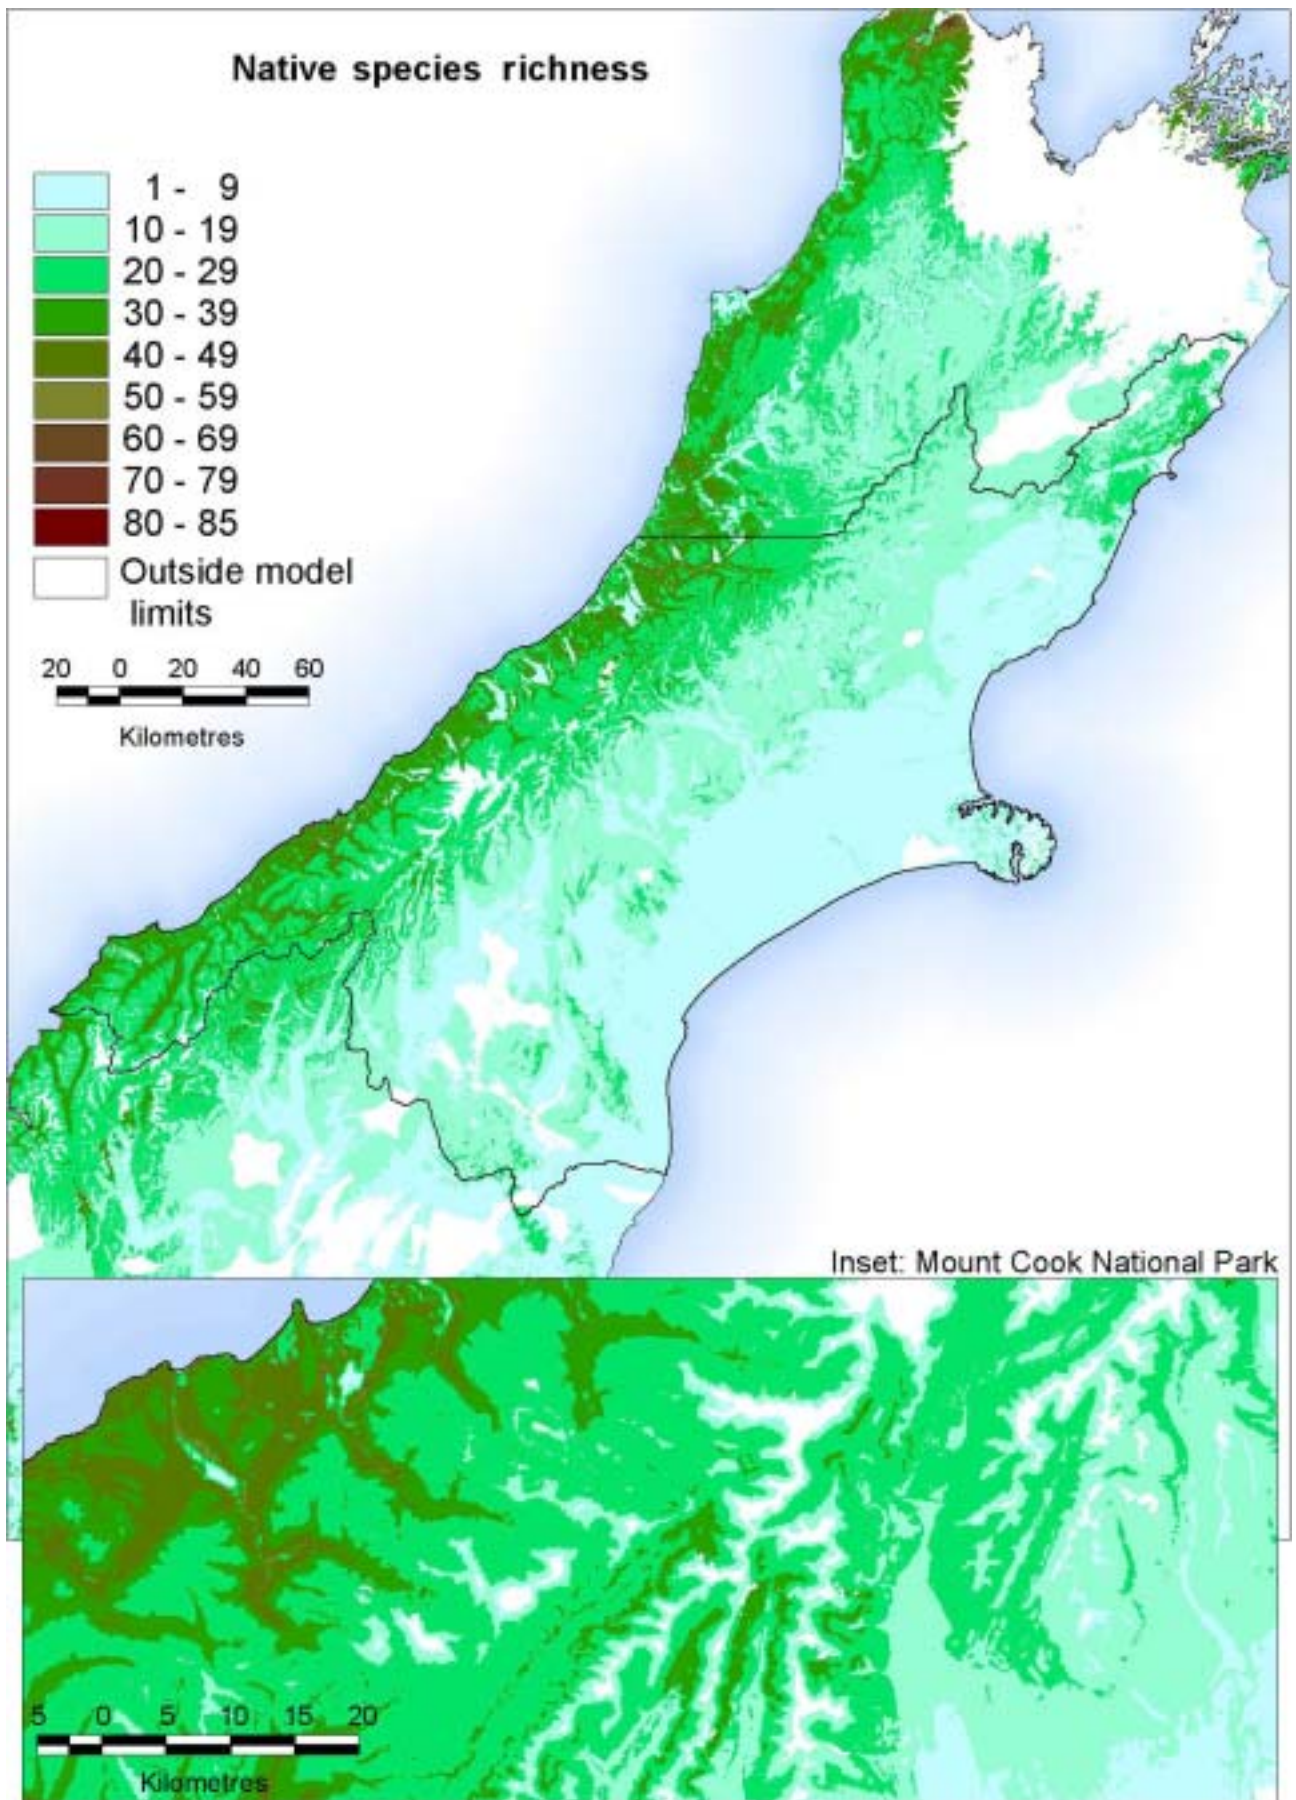 Native species richness
1 - 9
10 - 19
20 - 29
30 - 39
40 - 49
50 - 59
60 - 69
70 - 79
80 - 85
Outside model
limits
20 0 20 40 60
Kilometres
Inset: Mount Cook National Park
5 0 5 10 15 20
Kilometres